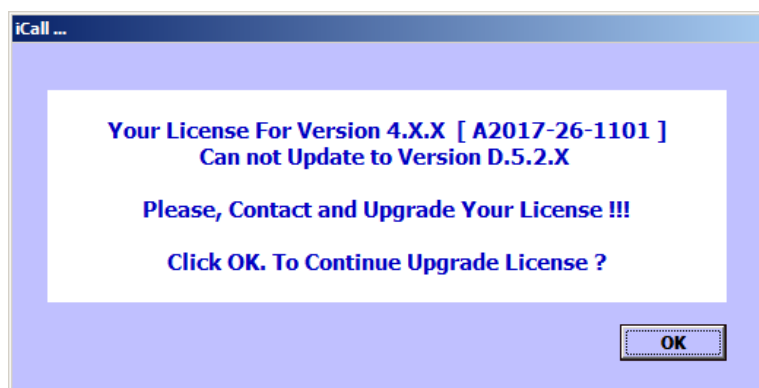 iCall ...
Your License For Version 4.X.X [ A2017-26-1101 ]
Can not Update to Version D.5.2.X
Please, Contact and Upgrade Your License !!!
Click OK. To Continue Upgrade License ?
OK